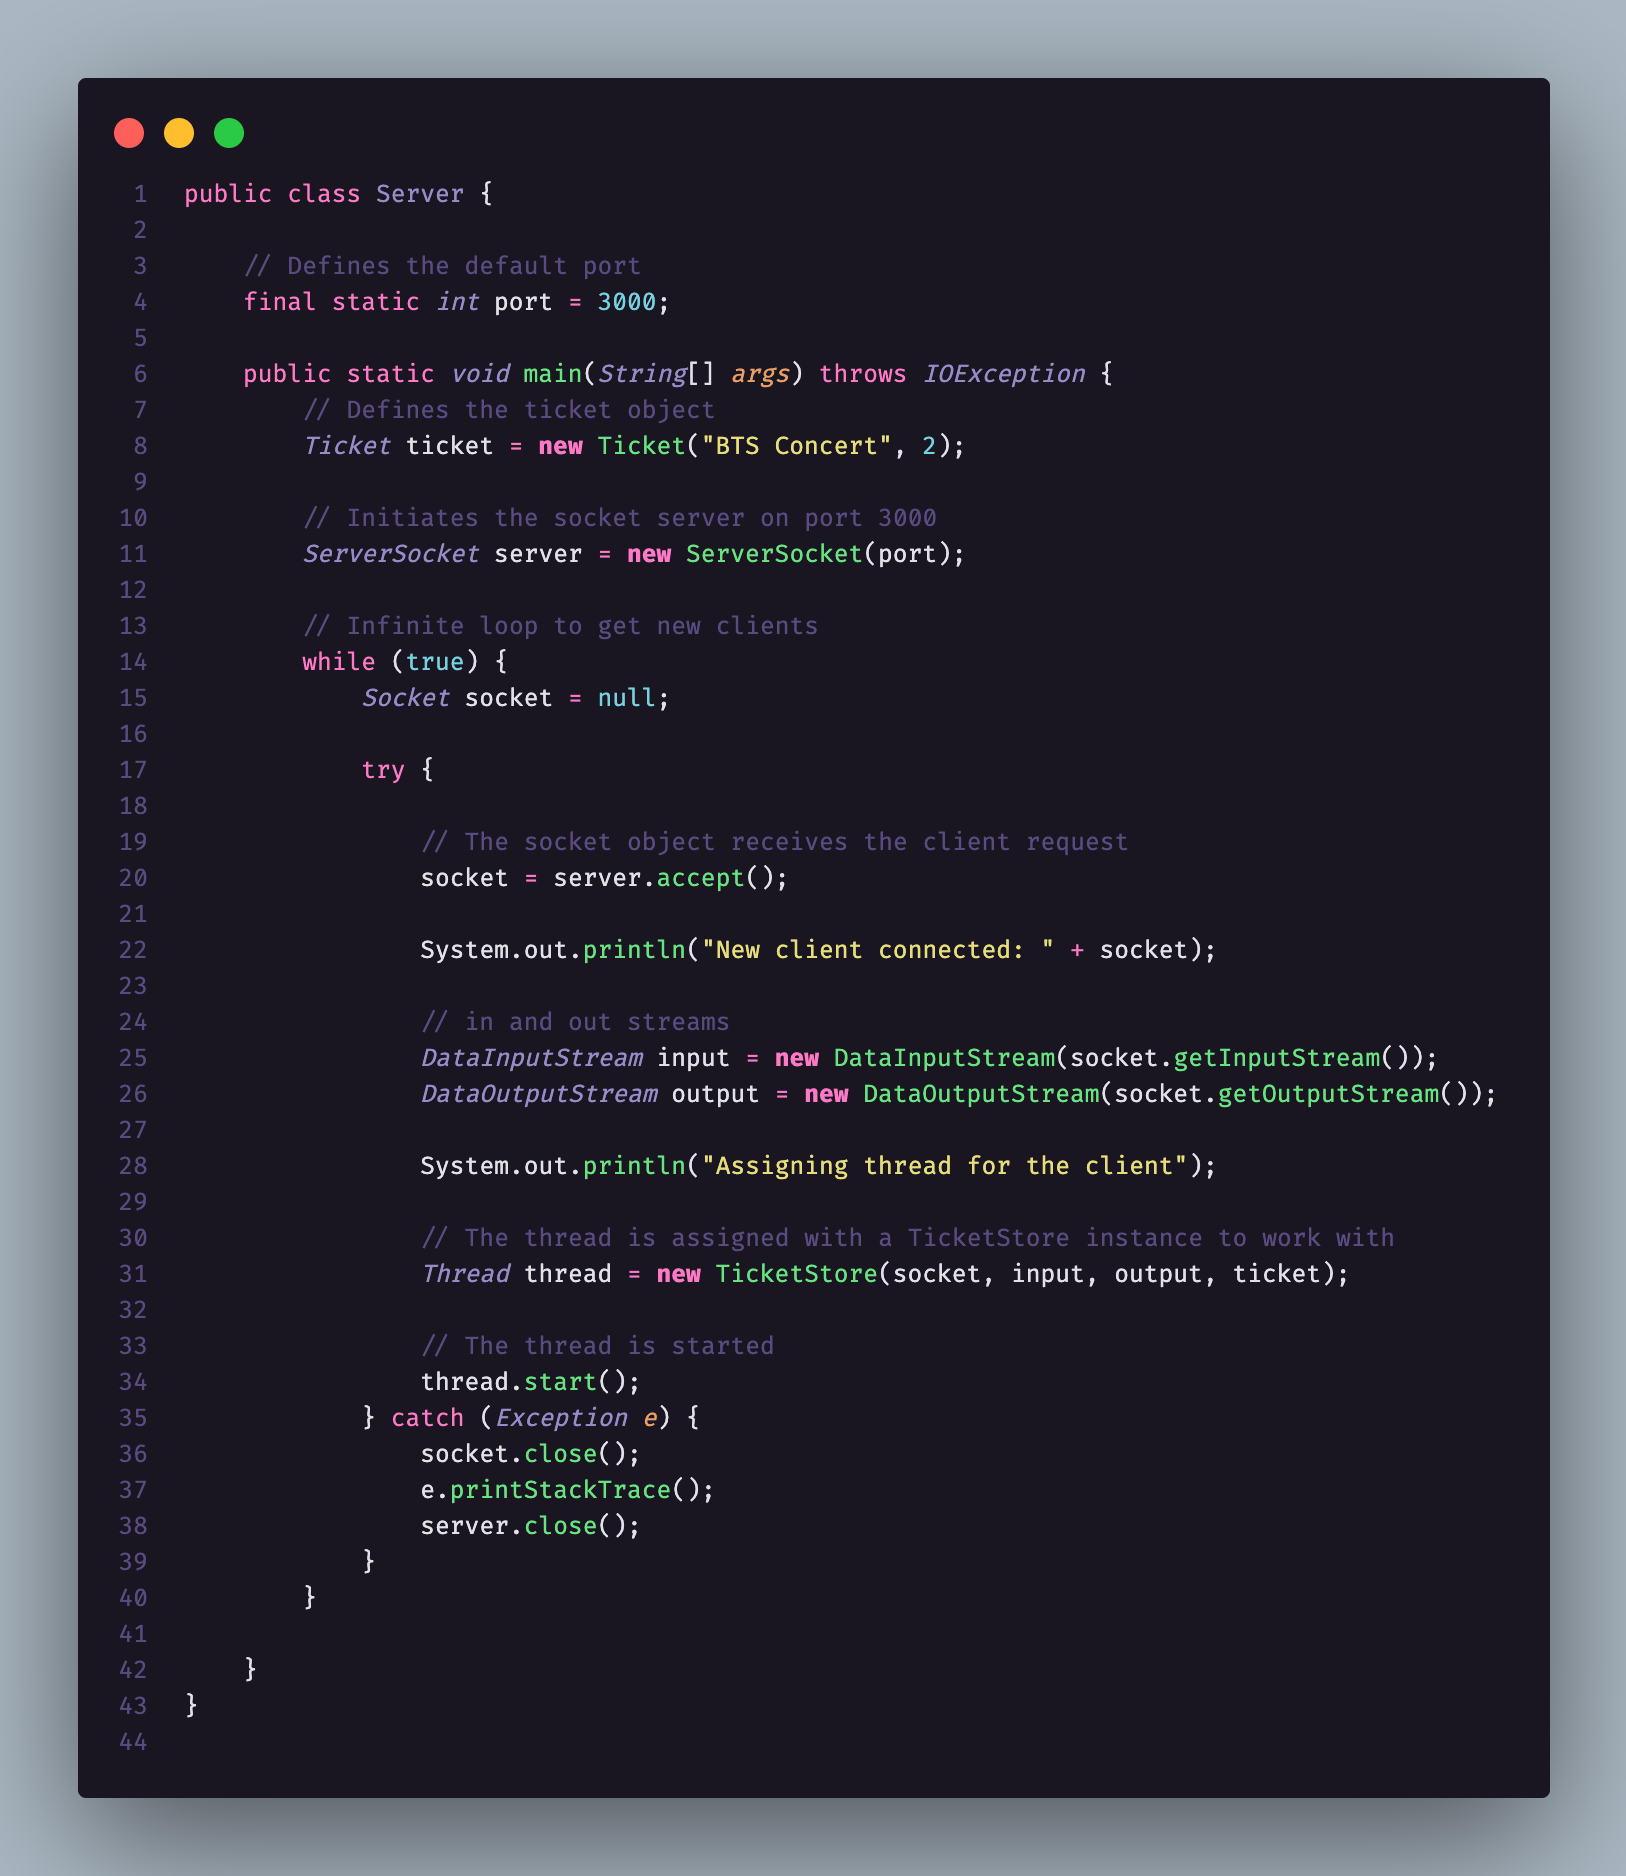 1 public class Server {
2
3 // Defines the default port
4 final static int port = 3000;
5
6 public static void main(String[] args) throws IOException {
7 // Defines the ticket object
8 Ticket ticket = new Ticket("BTS Concert", 2);
9
10 // Initiates the socket server on port 3000
11 ServerSocket server = new ServerSocket(port);
12
13 // Infinite loop to get new clients
14 while (true) {
15 Socket socket = null;
16
17 try {
18
19 // The socket object receives the client request
20 socket = server.accept();
21
22 System.out.println("New client connected: " + socket);
23
24 // in and out streams
25 DataInputStream input = new DataInputStream(socket.getInputStream());
26 DataOutputStream output = new DataOutputStream(socket.getOutputStream());
27
28 System.out.println("Assigning thread for the client");
29
30 // The thread is assigned with a TicketStore instance to work with
31 Thread thread = new TicketStore(socket, input, output, ticket);
32
33 // The thread is started
34 thread.start();
35 } catch (Exception e) {
36 socket.close();
37 e.printStackTrace();
38 server.close();
39 }
40 }
41
42 }
43 }
44